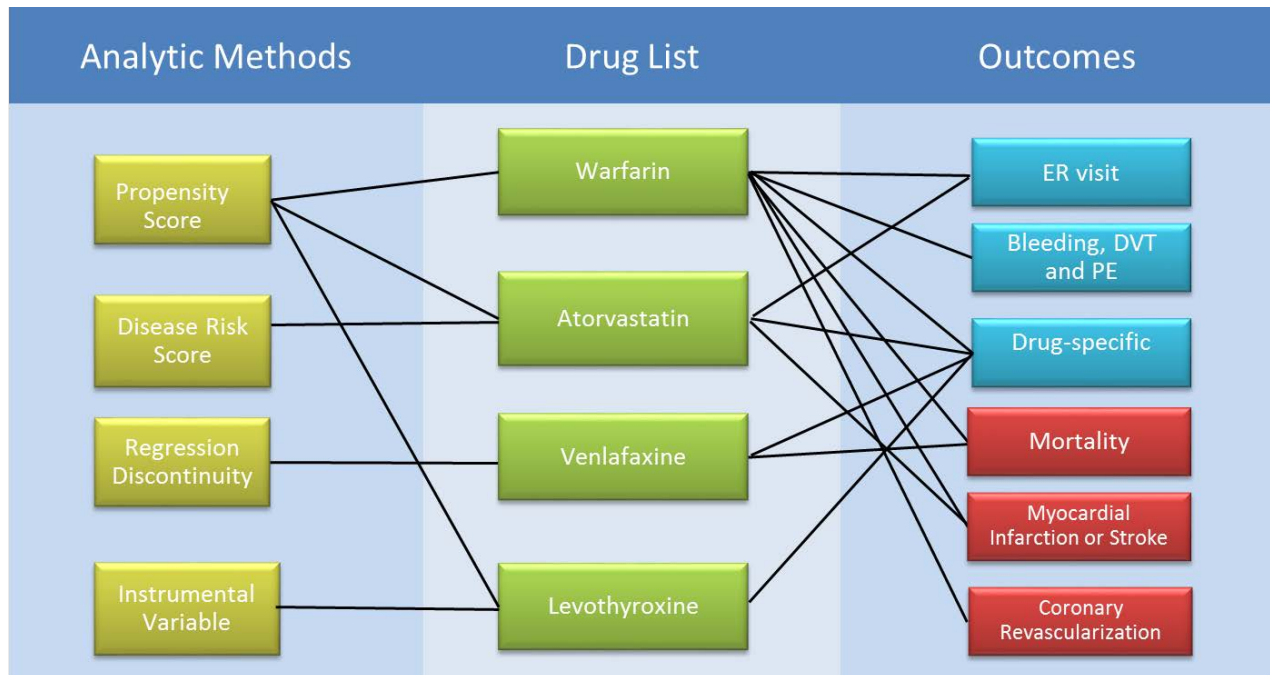 Analytic Methods
Drug List
Outcomes
Propensity
Score
Disease Risk
Score
Regression
Discontinuity
Instrumental
Variable
Warfarin
Atorvastatin
Venlafaxine
Levothyroxine
ER visit
Bleeding, DVT
and PE
Drug-specific
Mortality
Myocardial
Infarction or Stroke
Coronary
Revascularization